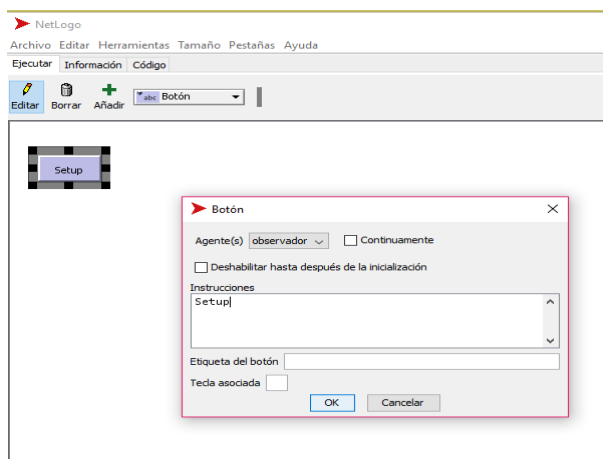 NetLogo
Archivo Editar Herramientas Tamaño Pestañas Ayuda
Ejecutar Información Código
Editar Borrar Añadir abc Botón
Setup
Botón
Agente(s) observador Continuamente
Deshabilitar hasta después de la inicialización
Instrucciones
Setup
Etiqueta del botón
Tecla asociada
OK Cancelar